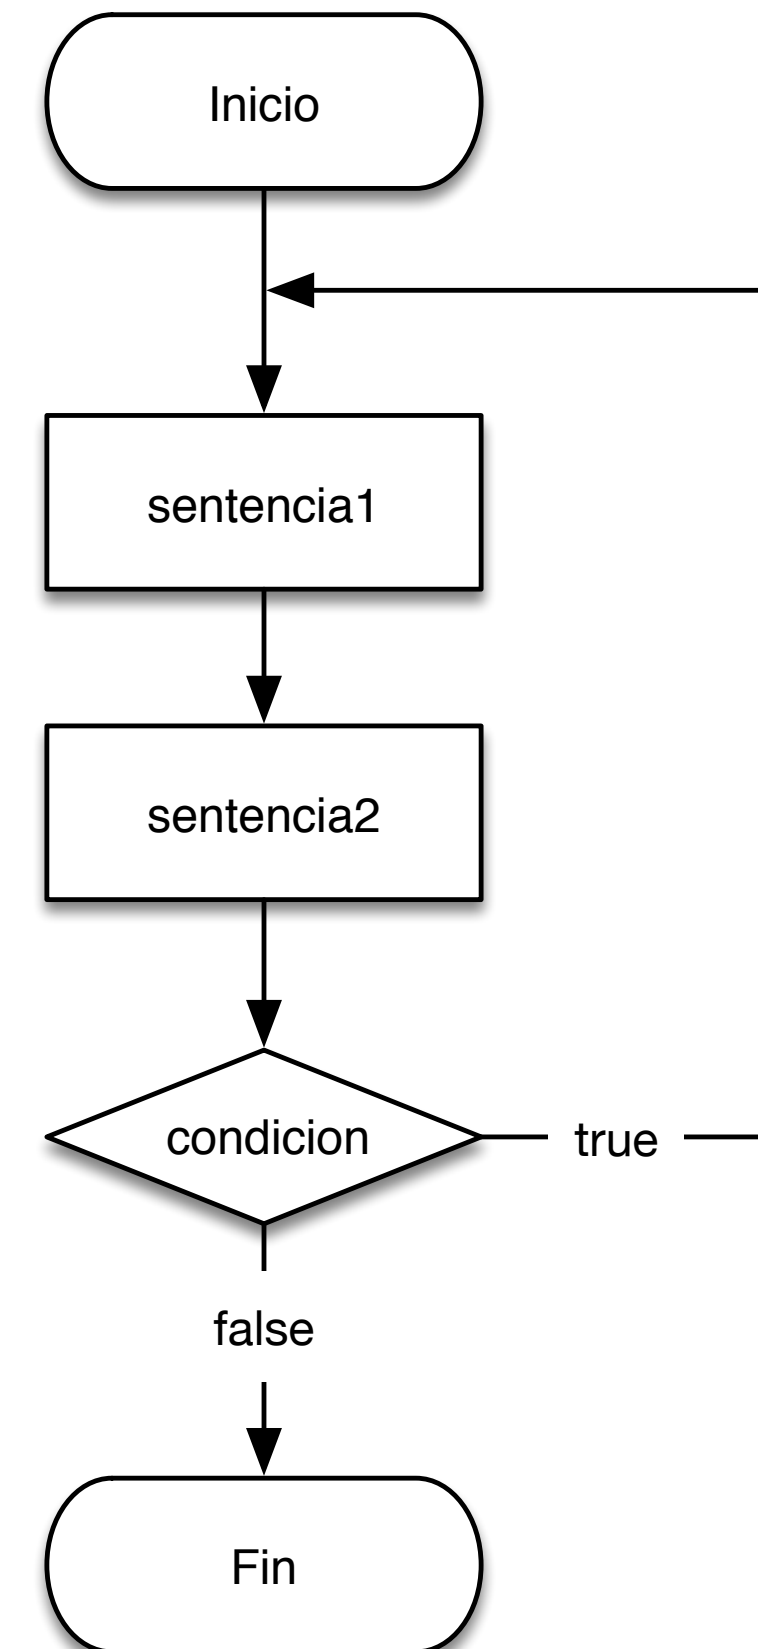 Inicio
sentencia1
sentencia2
condicion
true
false
Fin